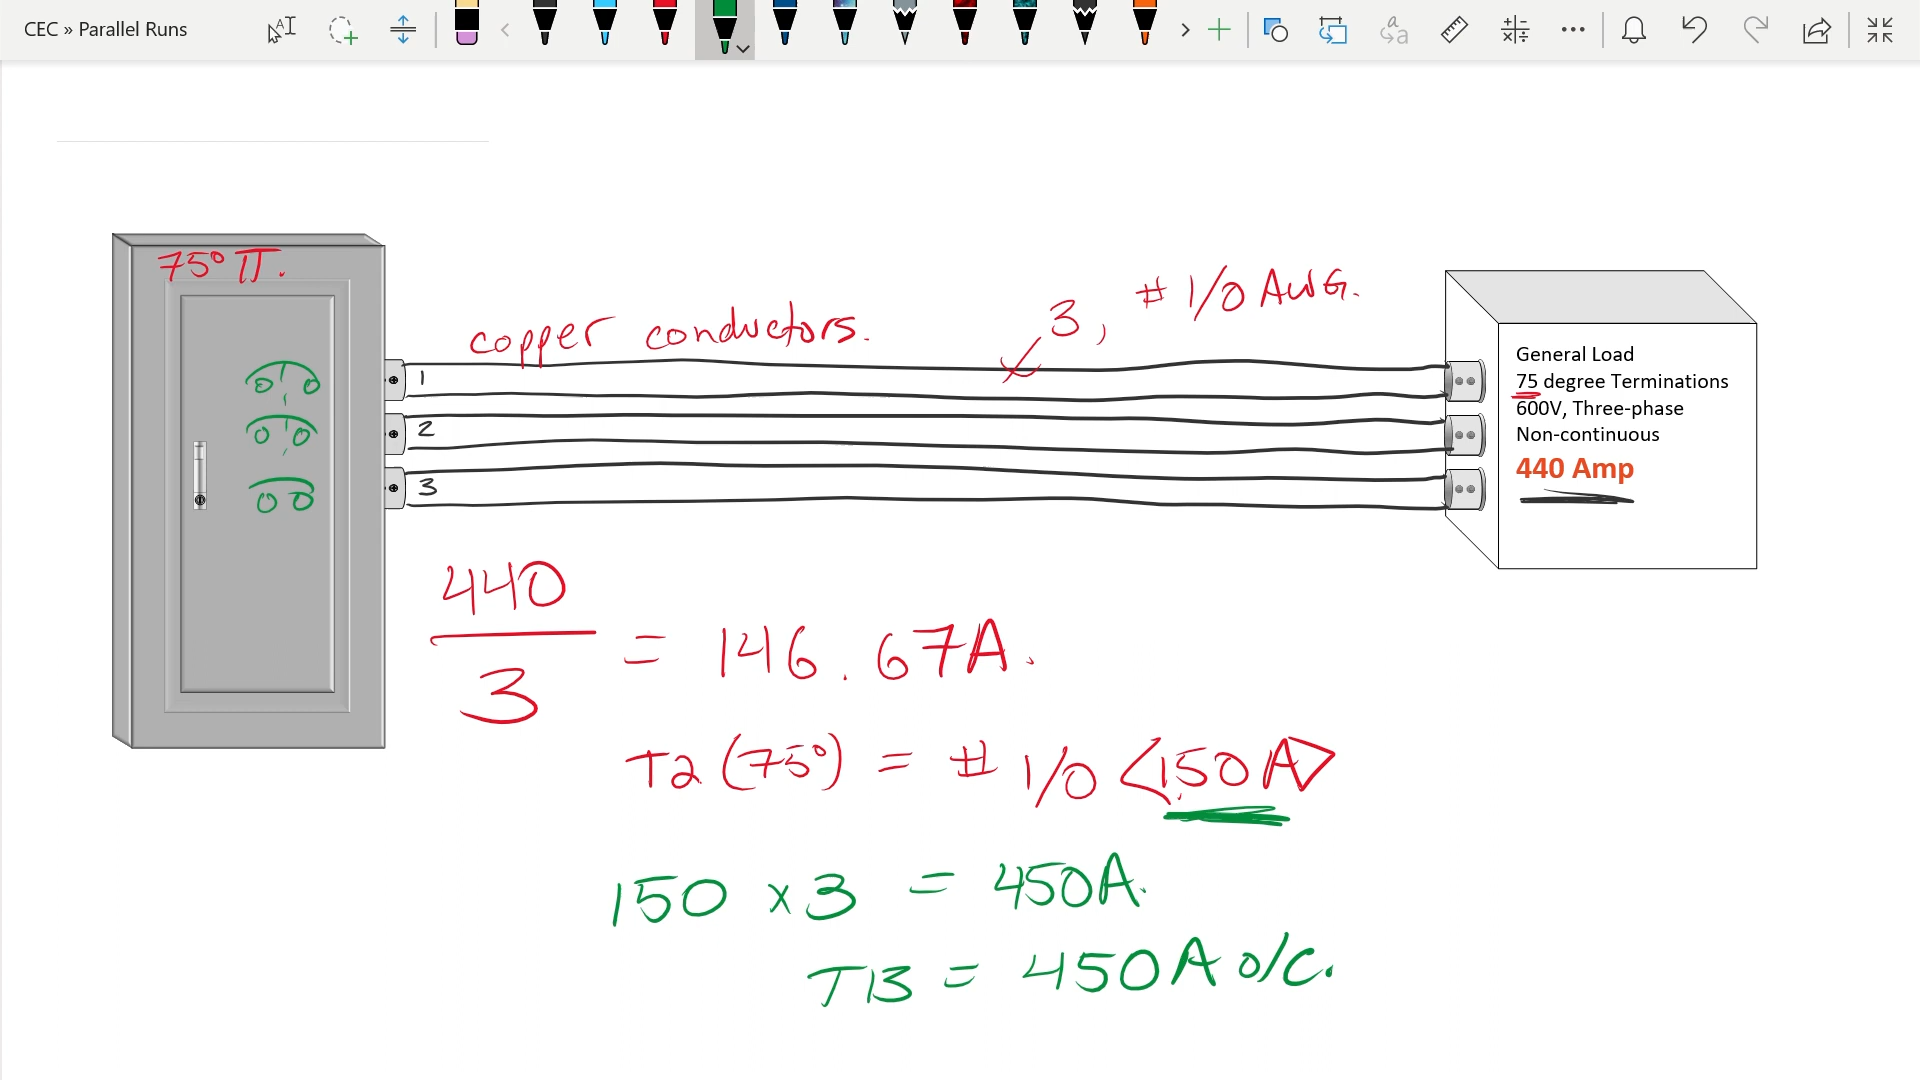 CEC » Parallel Runs
75° TT.
copper conductors.
3, # 1/0 AWG.
1
2
3
General Load
75 degree Terminations
600V, Three-phase
Non-continuous
440 Amp
440
3
= 146.67A.
T2 (75°) = # 1/0 <150A>
150 x 3 = 450A.
T13 = 450A o/c.